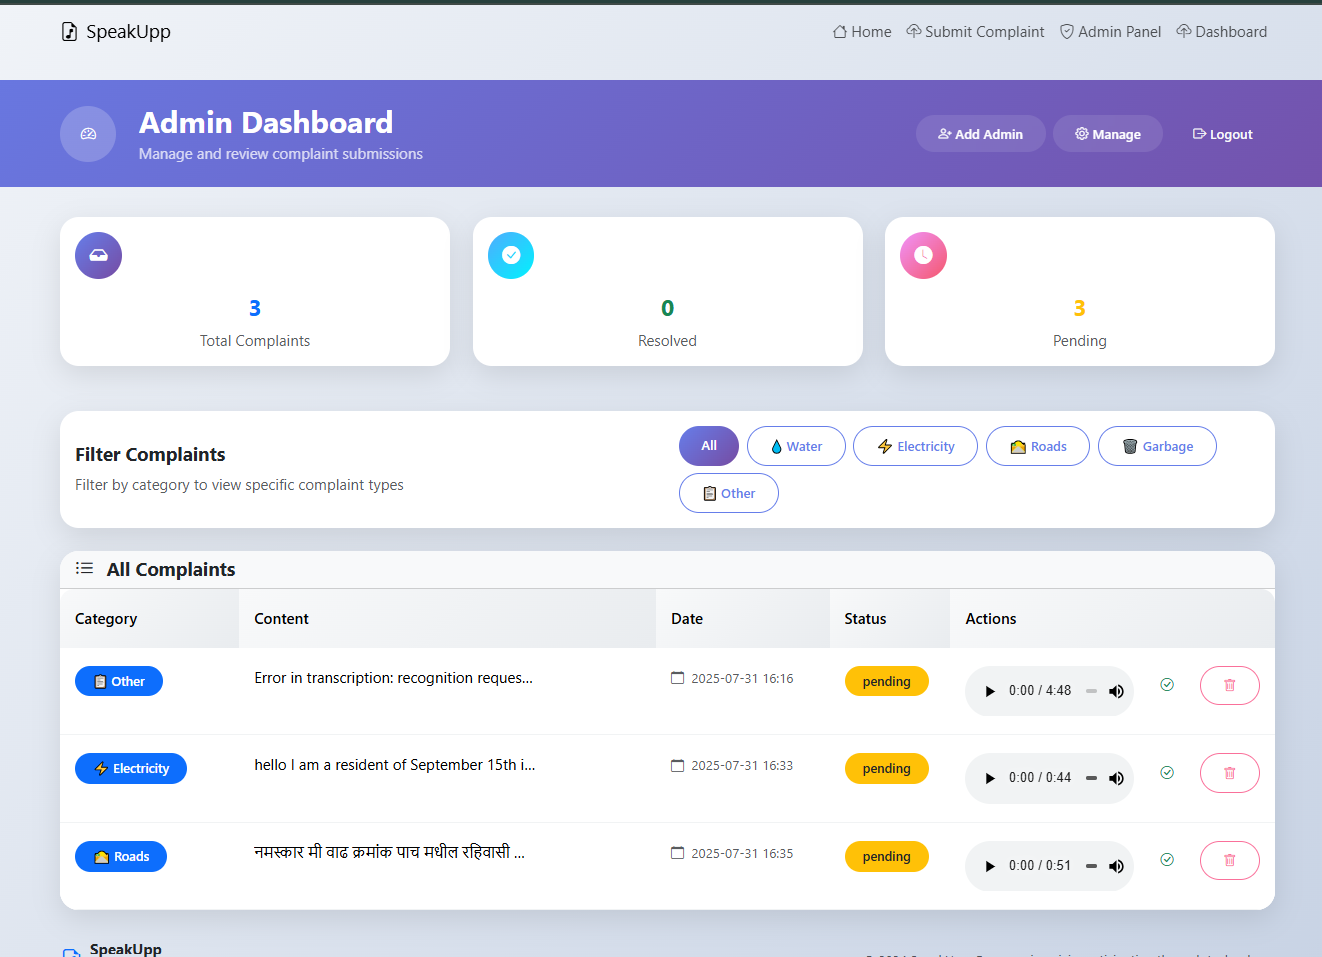 SpeakUpp
Home Submit Complaint Admin Panel Dashboard
Admin Dashboard
Manage and review complaint submissions
Add Admin Manage Logout
3
Total Complaints
0
Resolved
3
Pending
Filter Complaints
Filter by category to view specific complaint types
All Water Electricity Roads Garbage
Other
All Complaints
Category Content Date Status Actions
Other Error in transcription: recognition reques... 2025-07-31 16:16 pending 0:00 / 4:48
Electricity hello I am a resident of September 15th i... 2025-07-31 16:33 pending 0:00 / 0:44
Roads नमस्कार मी वाढ क्रमांक पाच मधील रहिवासी ... 2025-07-31 16:35 pending 0:00 / 0:51
SpeakUpp